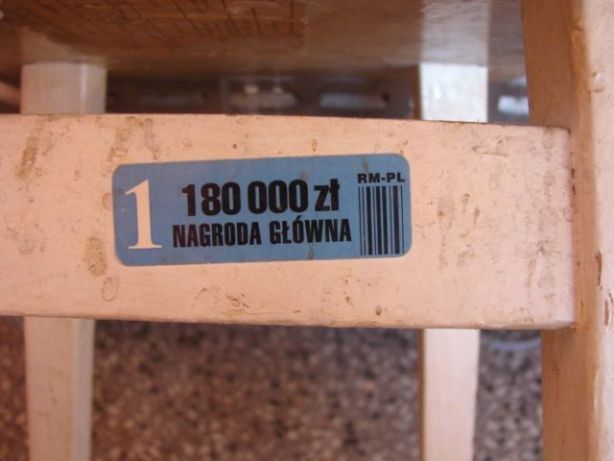 1
180 000 zł
NAGRODA GŁÓWNA
RM-PL